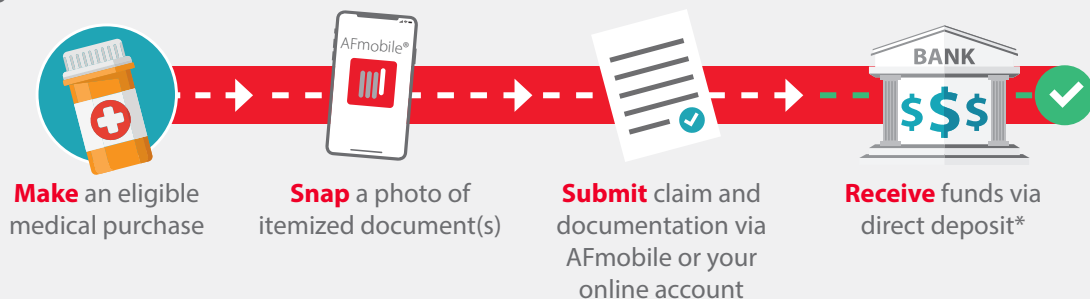 AFmobile®
BANK
$$$
Make an eligible
medical purchase
Snap a photo of
itemized document(s)
Submit claim and
documentation via
AFmobile or your
online account
Receive funds via
direct deposit*